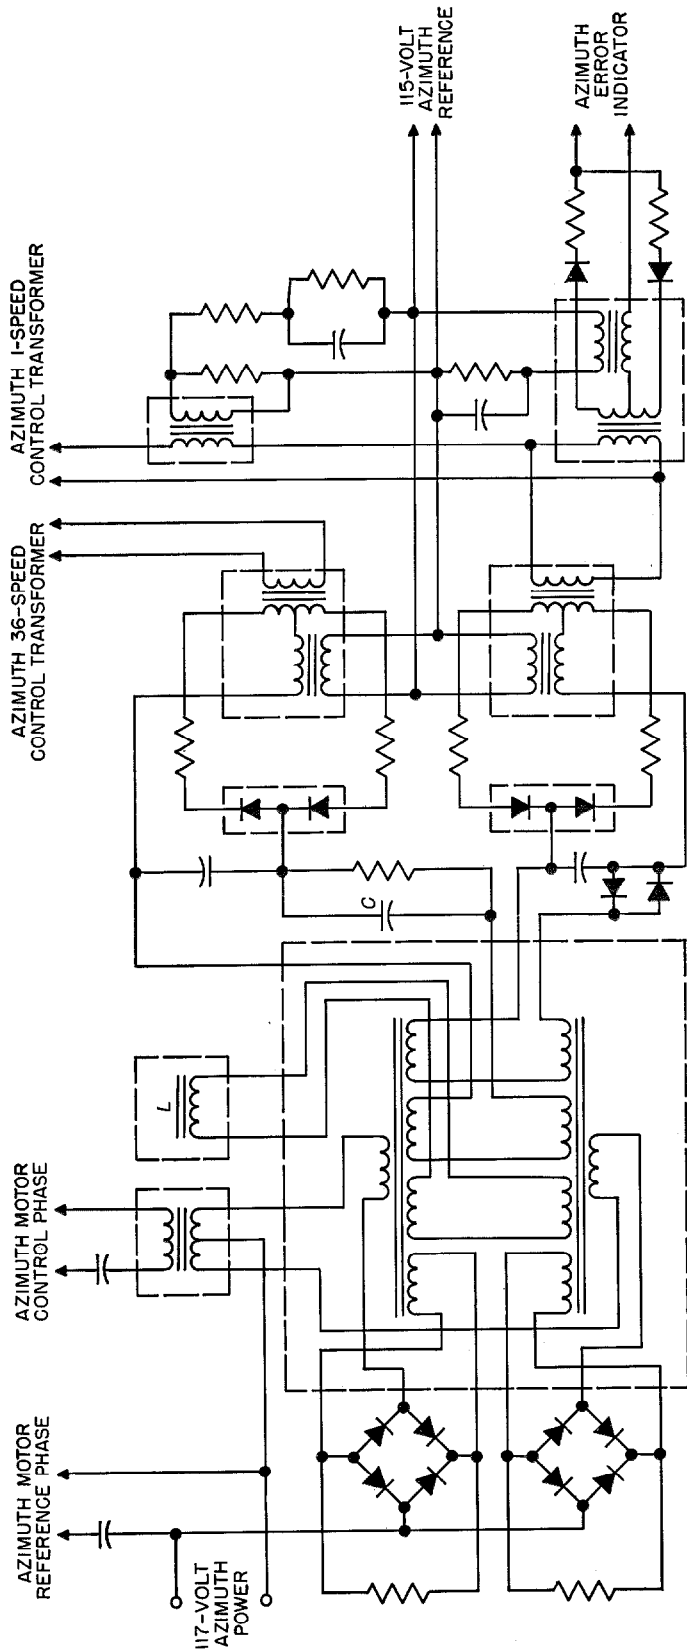 AZIMUTH MOTOR
REFERENCE PHASE
117-VOLT
AZIMUTH
POWER
AZIMUTH MOTOR
CONTROL PHASE
L
C
AZIMUTH 36-SPEED
CONTROL TRANSFORMER
AZIMUTH 1-SPEED
CONTROL TRANSFORMER
115-VOLT
AZIMUTH
REFERENCE
AZIMUTH
ERROR
INDICATOR